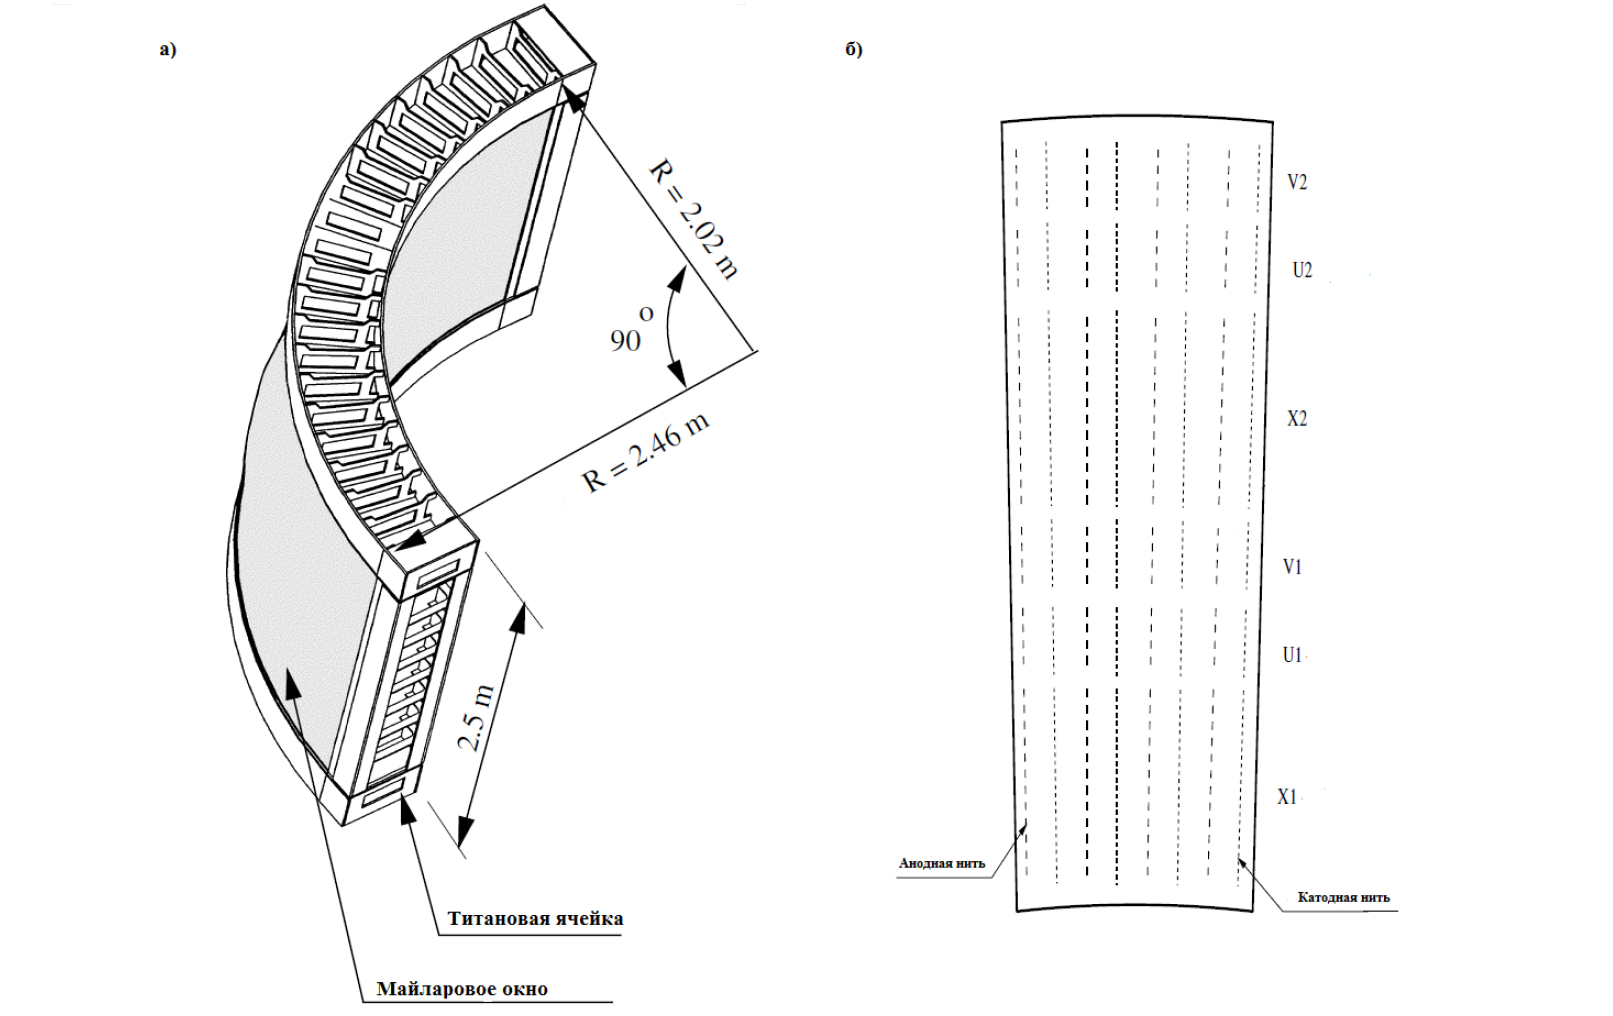 а)
б)
R = 2.02 m
90°
R = 2.46 m
2.5 m
Титановая ячейка
Майларовое окно
V2
U2
X2
V1
U1
X1
Анодная нить
Катодная нить